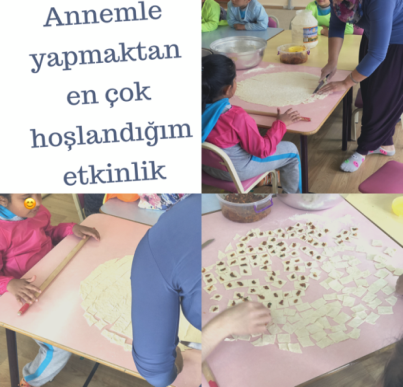 Annemle
yapmaktan
en çok
hoşlandığım
etkinlik